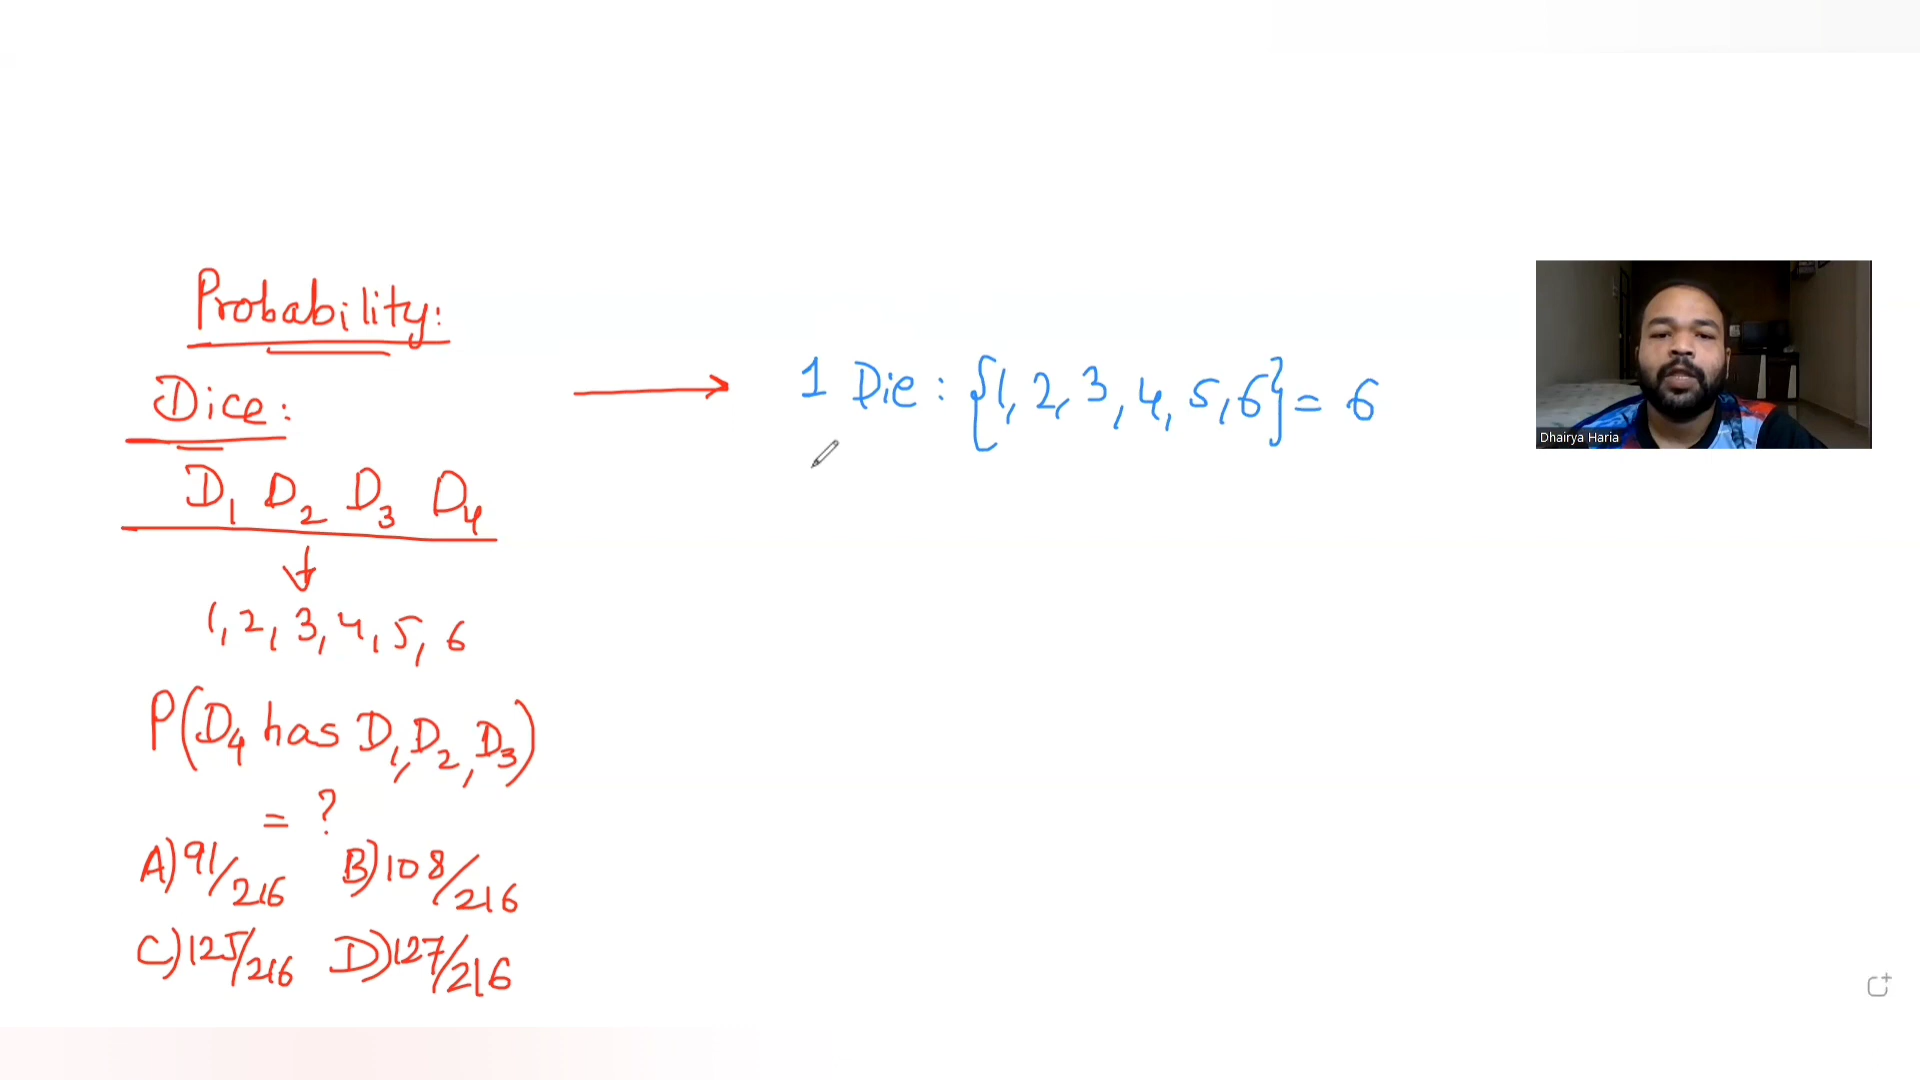 Probability:
Dice:
D1 D2 D3 D4
1, 2, 3, 4, 5, 6
P(D4 has D1, D2, D3)
= ?
A) 91/216 B) 108/216
C) 125/216 D) 127/216
1 Die : {1, 2, 3, 4, 5, 6} = 6
Dhairya Haria